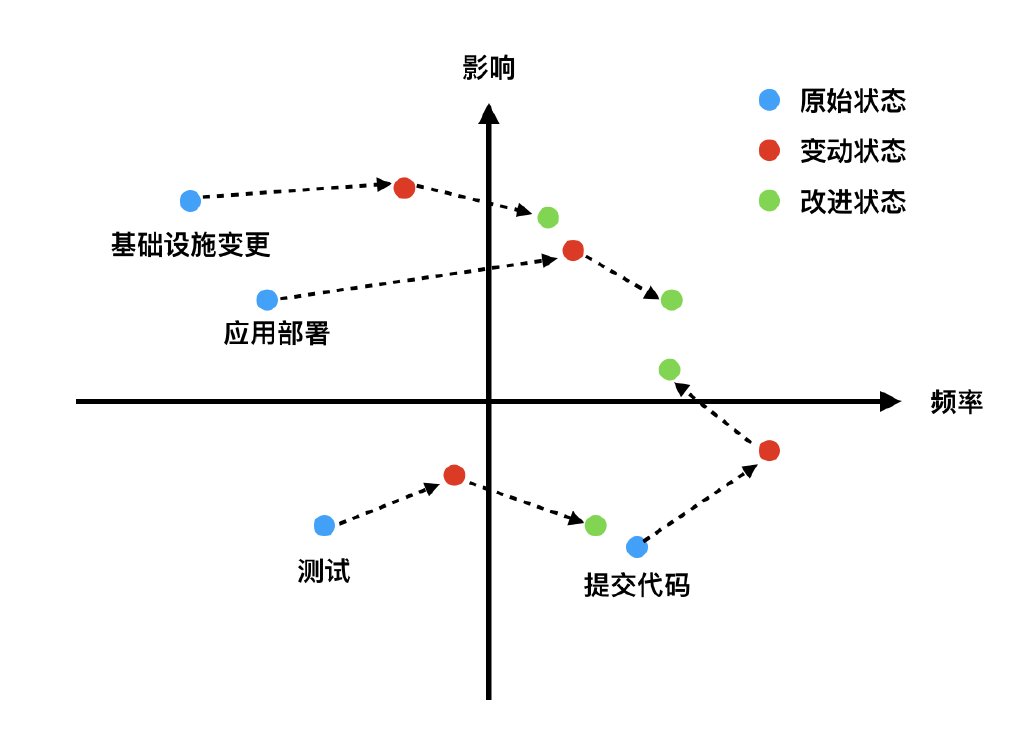 影响
原始状态
变动状态
改进状态
基础设施变更
应用部署
频率
测试
提交代码